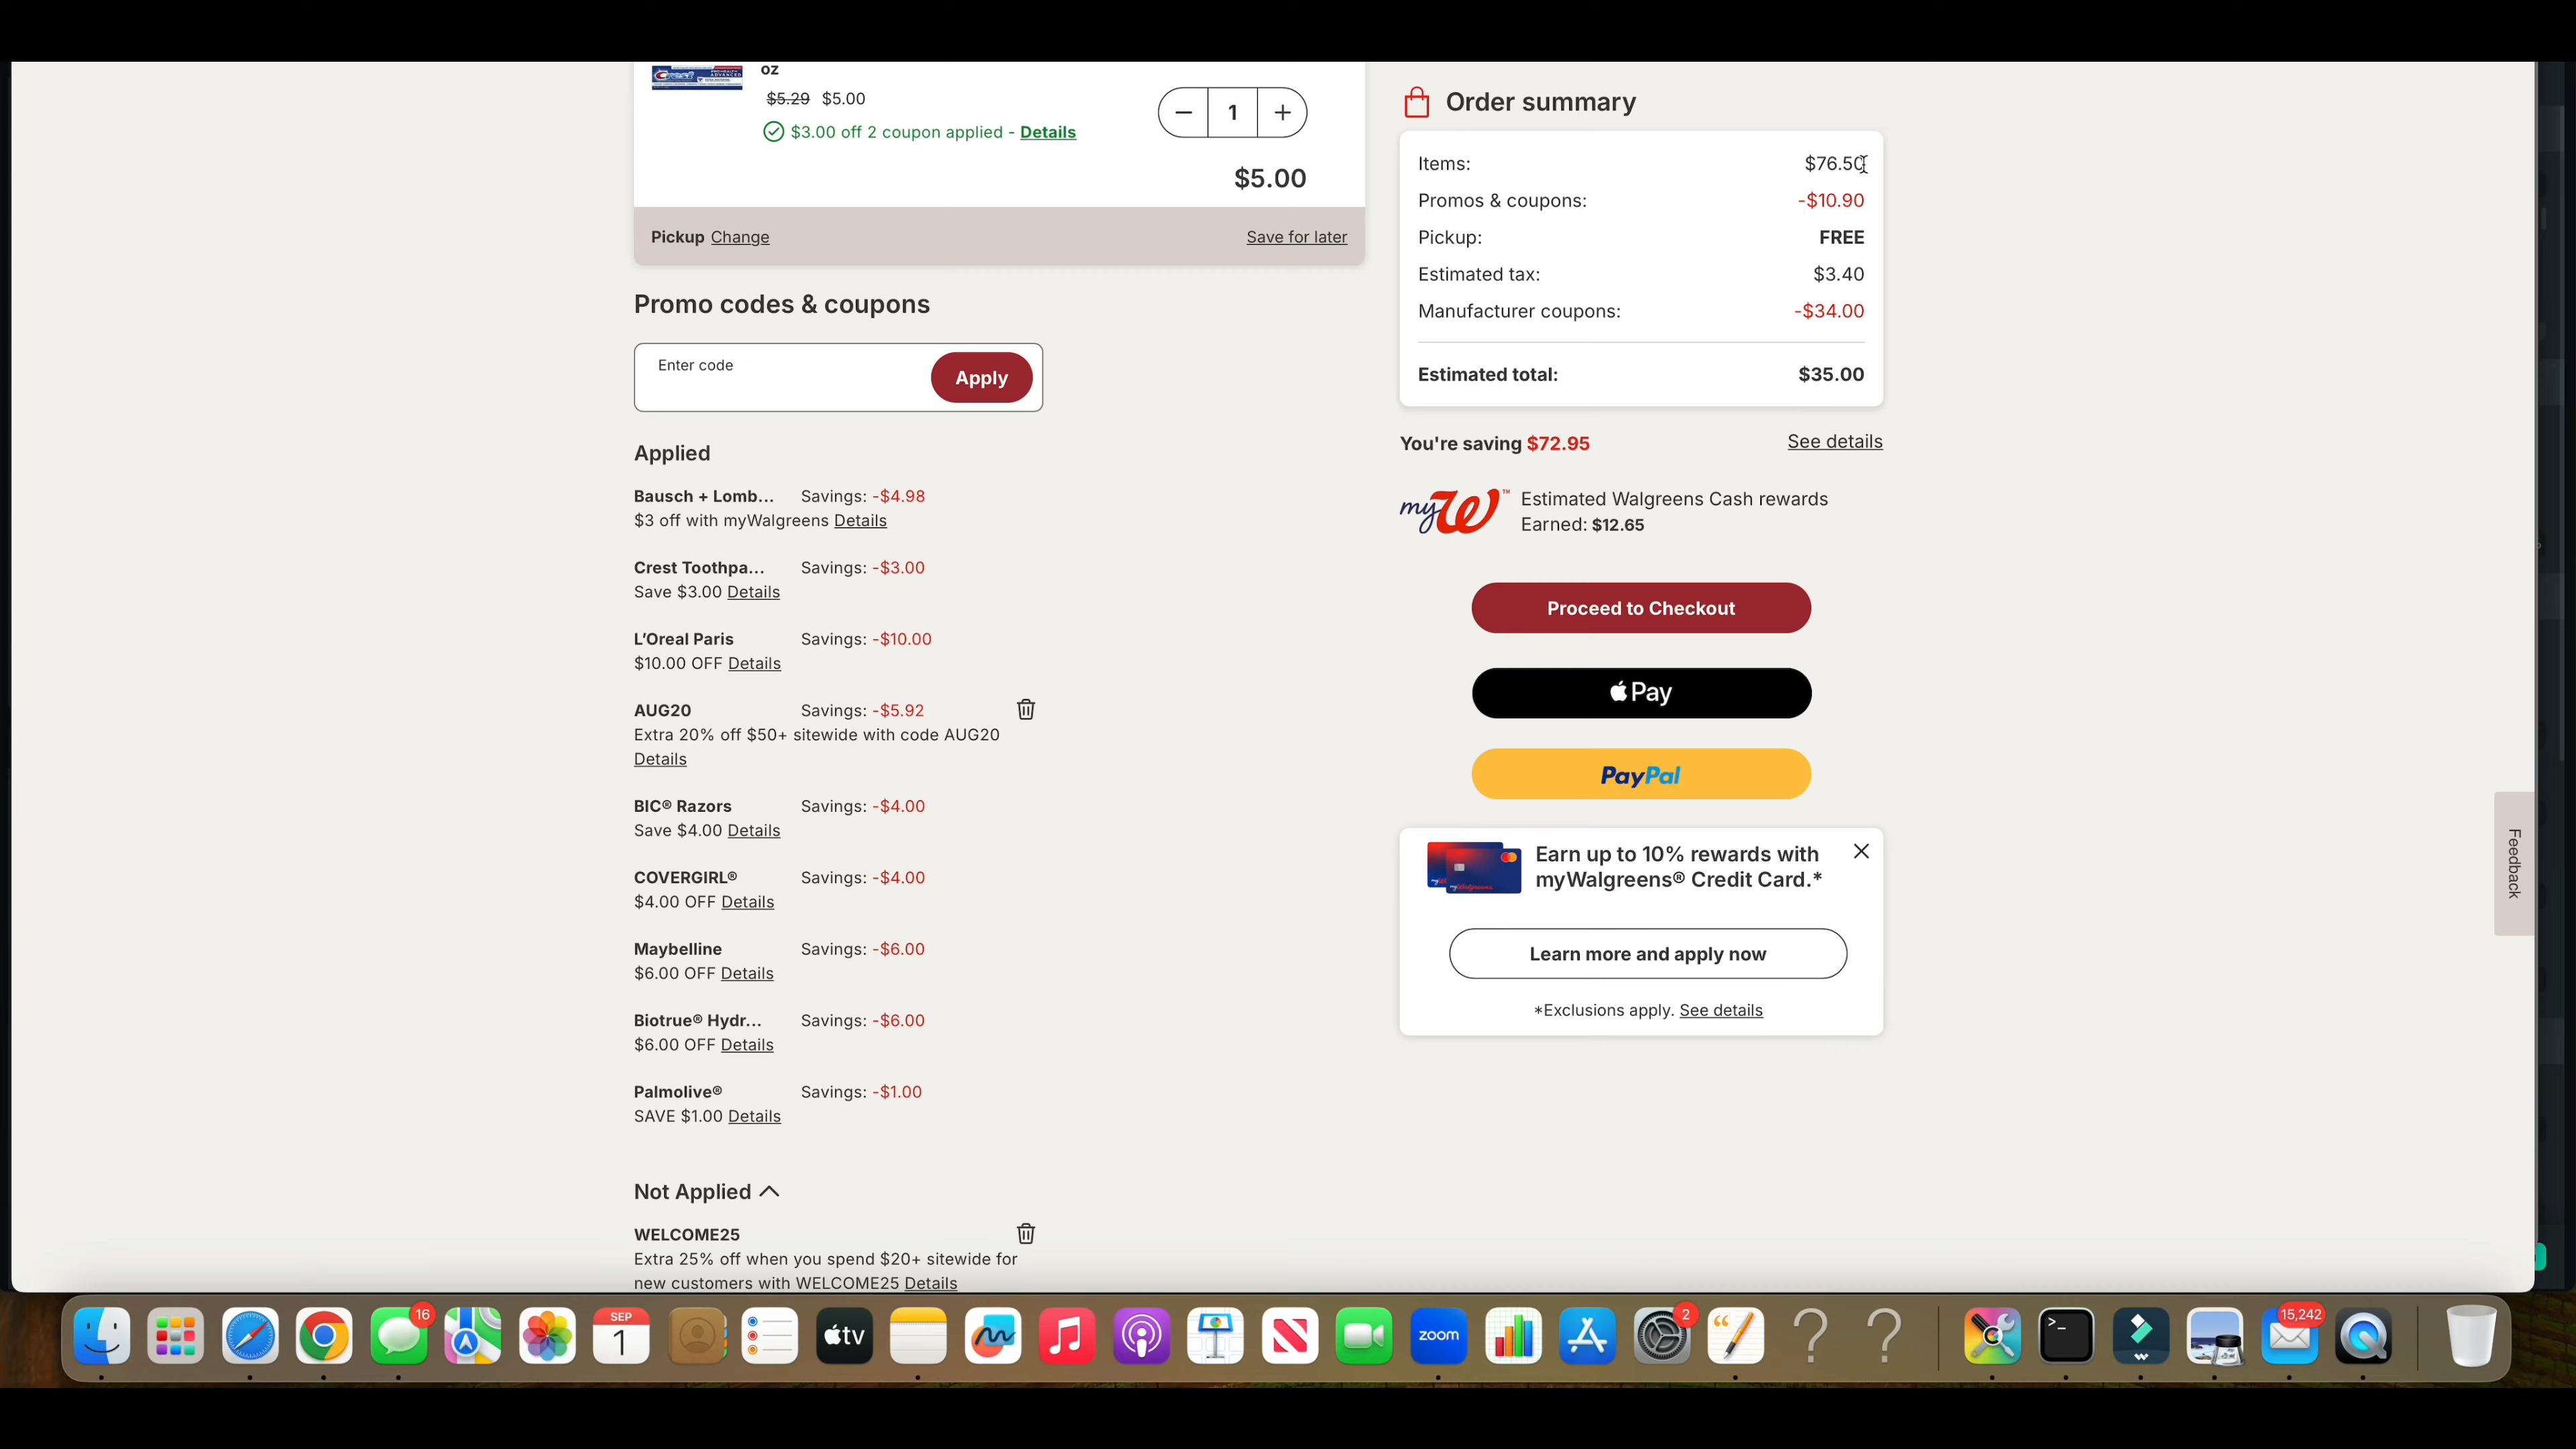 Crest
ADVANCED
oz
$5.29 $5.00
$3.00 off 2 coupon applied - Details
− 1 +
$5.00
Pickup Change
Save for later
Promo codes & coupons
Enter code
Apply
Applied
Bausch + Lomb... Savings: -$4.98
$3 off with myWalgreens Details
Crest Toothpa... Savings: -$3.00
Save $3.00 Details
L'Oreal Paris Savings: -$10.00
$10.00 OFF Details
AUG20 Savings: -$5.92
Extra 20% off $50+ sitewide with code AUG20
Details
BIC® Razors Savings: -$4.00
Save $4.00 Details
COVERGIRL® Savings: -$4.00
$4.00 OFF Details
Maybelline Savings: -$6.00
$6.00 OFF Details
Biotrue® Hydr... Savings: -$6.00
$6.00 OFF Details
Palmolive® Savings: -$1.00
SAVE $1.00 Details
Not Applied
WELCOME25
Extra 25% off when you spend $20+ sitewide for
new customers with WELCOME25 Details
Order summary
Items: $76.50
Promos & coupons: -$10.90
Pickup: FREE
Estimated tax: $3.40
Manufacturer coupons: -$34.00
Estimated total: $35.00
You're saving $72.95 See details
myW™
Estimated Walgreens Cash rewards
Earned: $12.65
Proceed to Checkout
Pay
PayPal
Earn up to 10% rewards with
myWalgreens® Credit Card.*
Learn more and apply now
*Exclusions apply. See details
Feedback
16
SEP
1
tv
zoom
2
? ?
>_
15,242